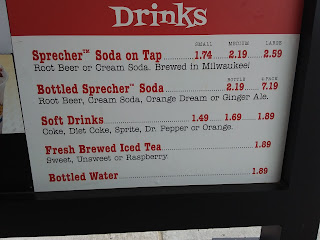 Drinks
SMALL MEDIUM LARGE
Sprecher™ Soda on Tap 1.74 2.19 2.59
Root Beer or Cream Soda. Brewed in Milwaukee!
BOTTLE 4-PACK
Bottled Sprecher™ Soda 2.19 7.19
Root Beer, Cream Soda, Orange Dream or Ginger Ale.
Soft Drinks 1.49 1.69 1.89
Coke, Diet Coke, Sprite, Dr. Pepper or Orange.
Fresh Brewed Iced Tea 1.89
Sweet, Unsweet or Raspberry
Bottled Water 1.89